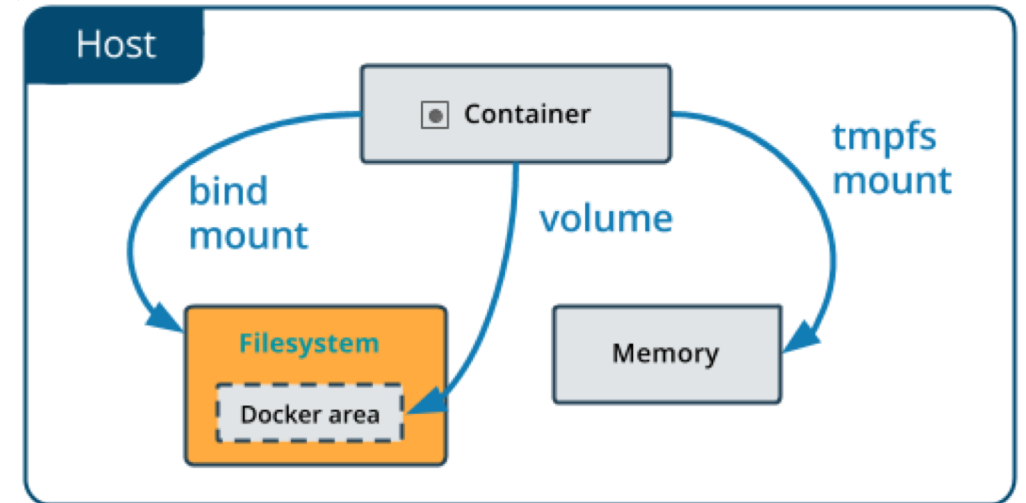 Host
Container
bind
mount
volume
tmpfs
mount
Filesystem
Docker area
Memory